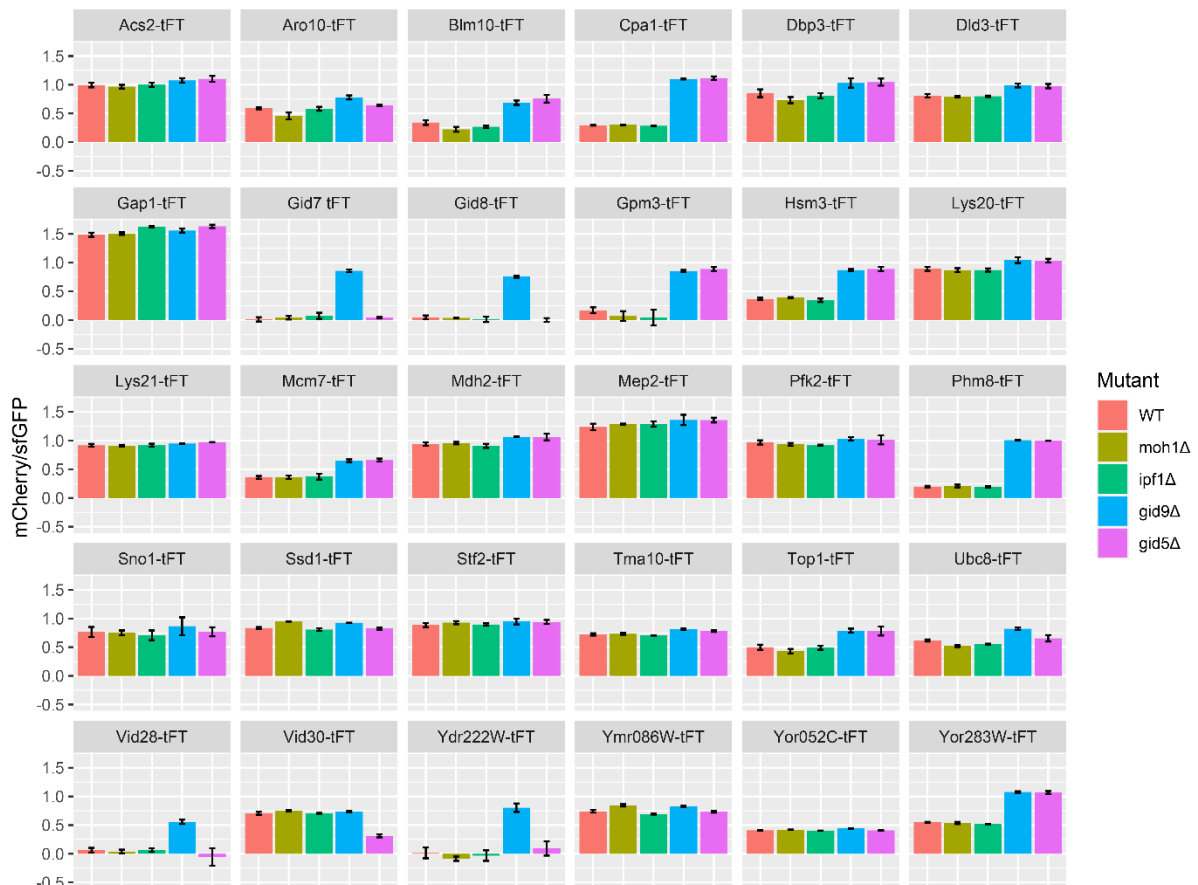 Acs2-tFT Aro10-tFT Blm10-tFT Cpa1-tFT Dbp3-tFT Dld3-tFT
1.5
1.0
0.5
0.0
-0.5
Gap1-tFT Gid7 tFT Gid8-tFT Gpm3-tFT Hsm3-tFT Lys20-tFT
1.5
1.0
0.5
0.0
-0.5
Lys21-tFT Mcm7-tFT Mdh2-tFT Mep2-tFT Pfk2-tFT Phm8-tFT
1.5
1.0
0.5
0.0
-0.5
Sno1-tFT Ssd1-tFT Stf2-tFT Tma10-tFT Top1-tFT Ubc8-tFT
1.5
1.0
0.5
0.0
-0.5
Vid28-tFT Vid30-tFT Ydr222W-tFT Ymr086W-tFT Yor052C-tFT Yor283W-tFT
1.5
1.0
0.5
0.0
-0.5
mCherry/sfGFP
Mutant
WT
moh1Δ
ipf1Δ
gid9Δ
gid5Δ